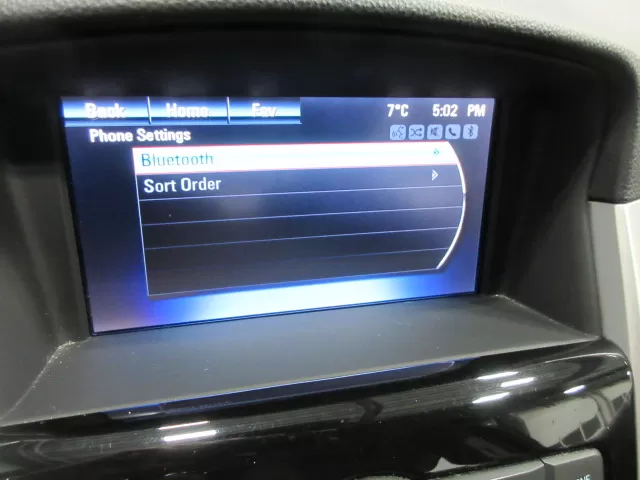 Back Home Fav 7°C 5:02 PM
Phone Settings
Bluetooth
Sort Order